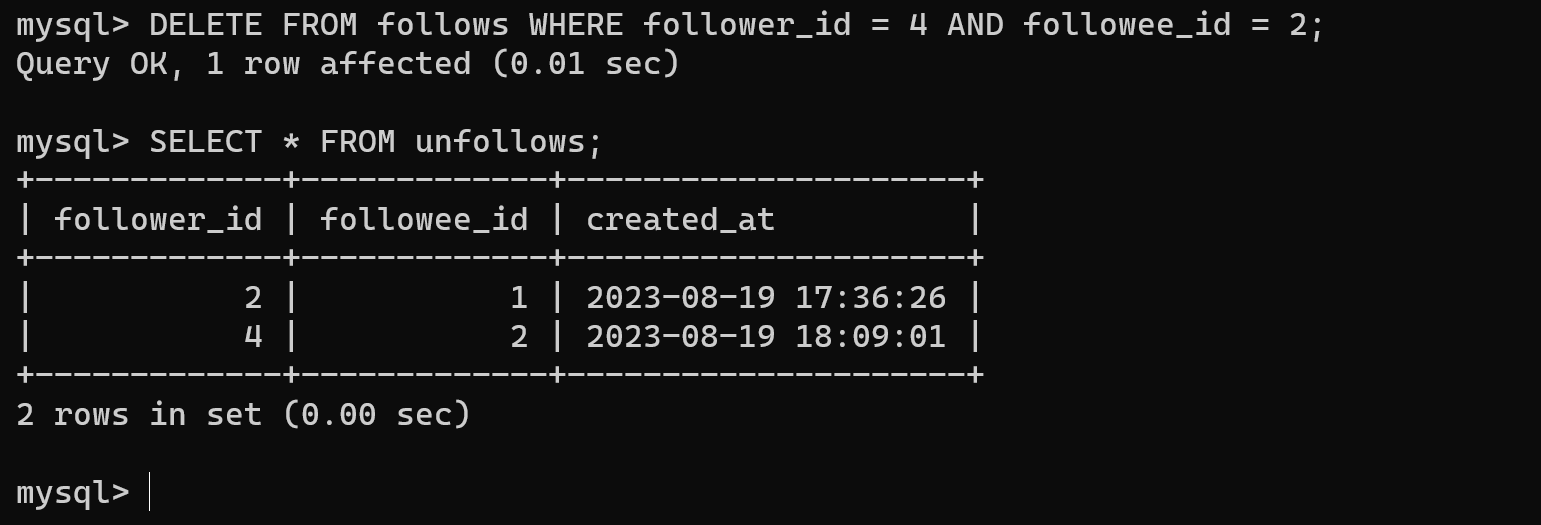 mysql> DELETE FROM follows WHERE follower_id = 4 AND followee_id = 2;
Query OK, 1 row affected (0.01 sec)

mysql> SELECT * FROM unfollows;
+-------------+-------------+---------------------+
| follower_id | followee_id | created_at          |
+-------------+-------------+---------------------+
|           2 |           1 | 2023-08-19 17:36:26 |
|           4 |           2 | 2023-08-19 18:09:01 |
+-------------+-------------+---------------------+
2 rows in set (0.00 sec)

mysql>